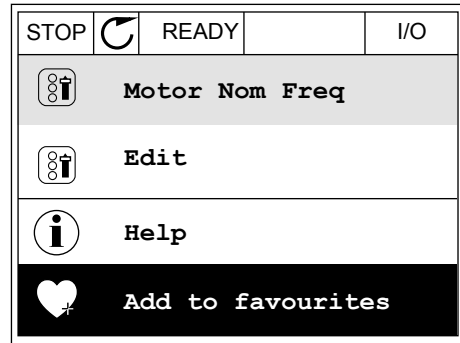 STOP READY I/O
Motor Nom Freq
Edit
Help
Add to favourites